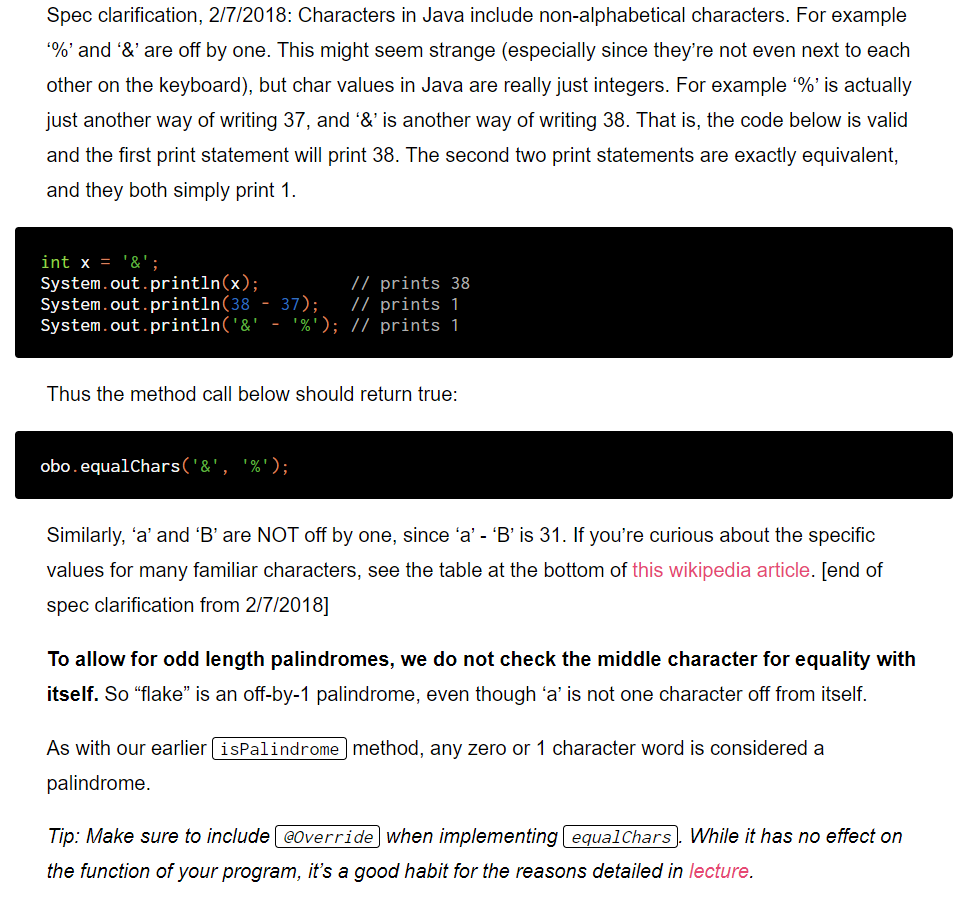 Spec clarification, 2/7/2018: Characters in Java include non-alphabetical characters. For example
‘%’ and ‘&’ are off by one. This might seem strange (especially since they’re not even next to each
other on the keyboard), but char values in Java are really just integers. For example ‘%’ is actually
just another way of writing 37, and ‘&’ is another way of writing 38. That is, the code below is valid
and the first print statement will print 38. The second two print statements are exactly equivalent,
and they both simply print 1.
int x = '&';
System.out.println(x);         // prints 38
System.out.println(38 - 37);   // prints 1
System.out.println('&' - '%'); // prints 1
Thus the method call below should return true:
obo.equalChars('&', '%');
Similarly, ‘a’ and ‘B’ are NOT off by one, since ‘a’ - ‘B’ is 31. If you’re curious about the specific
values for many familiar characters, see the table at the bottom of this wikipedia article. [end of
spec clarification from 2/7/2018]
To allow for odd length palindromes, we do not check the middle character for equality with
itself. So “flake” is an off-by-1 palindrome, even though ‘a’ is not one character off from itself.
As with our earlier isPalindrome method, any zero or 1 character word is considered a
palindrome.
Tip: Make sure to include @Override when implementing equalChars. While it has no effect on
the function of your program, it’s a good habit for the reasons detailed in lecture.